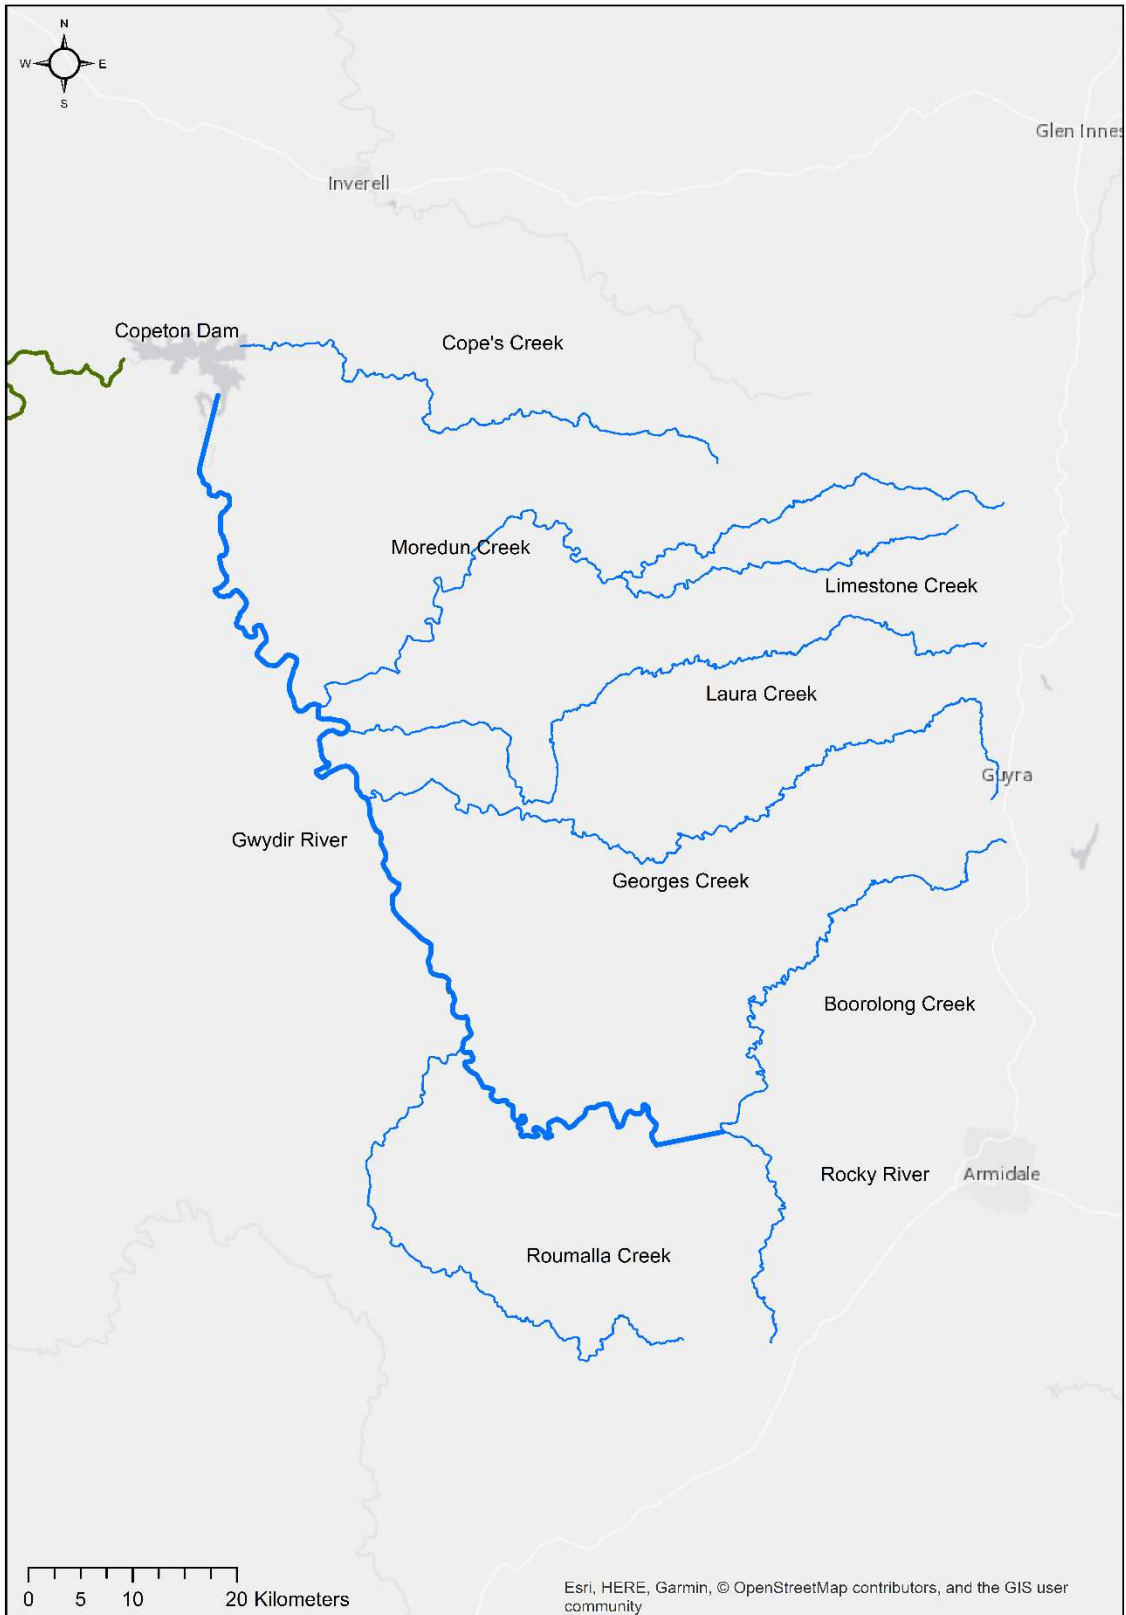 N
W E
S
Glen Innes
Inverell
Copeton Dam
Cope's Creek
Moredun Creek
Limestone Creek
Laura Creek
Guyra
Gwydir River
Georges Creek
Boorolong Creek
Rocky River
Armidale
Roumalla Creek
0 5 10 20 Kilometers
Esri, HERE, Garmin, © OpenStreetMap contributors, and the GIS user
community